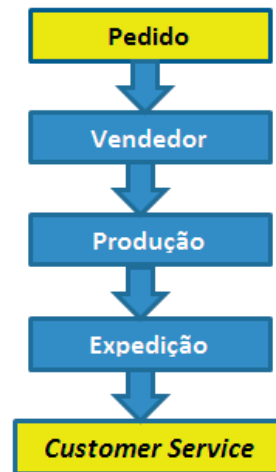 Pedido
Vendedor
Produção
Expedição
Customer Service